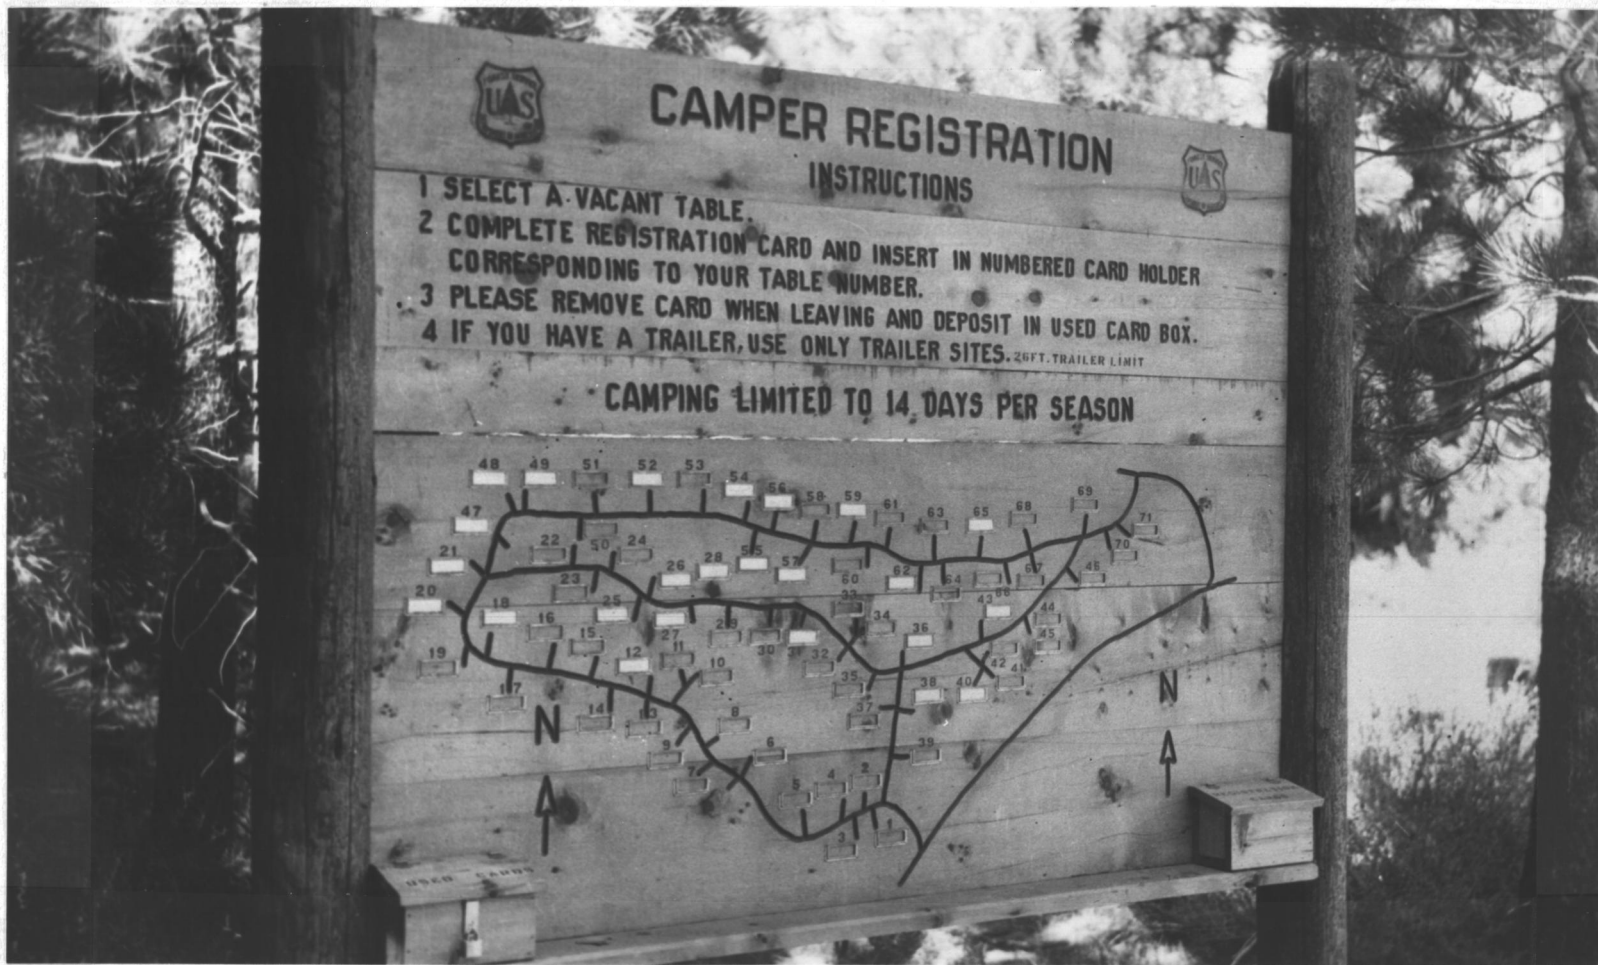 UAS
CAMPER REGISTRATION
INSTRUCTIONS
UAS
1 SELECT A VACANT TABLE.
2 COMPLETE REGISTRATION CARD AND INSERT IN NUMBERED CARD HOLDER
CORRESPONDING TO YOUR TABLE NUMBER.
3 PLEASE REMOVE CARD WHEN LEAVING AND DEPOSIT IN USED CARD BOX.
4 IF YOU HAVE A TRAILER, USE ONLY TRAILER SITES. 26FT. TRAILER LIMIT
CAMPING LIMITED TO 14 DAYS PER SEASON
48 49 51 52 53 54 56 58 59 61 63 65 68 69
47 71
21 22 50 24 26 28 55 57 60 62 64 66 67 70 46
20 18 23 25 33 34 36 43 44
19 16 15 12 27 11 29 30 31 32 45
17 10 35 38 40 42 41
14 13 8 37 N
N 9 6 39
7 5 4 2
3 1
USED CARDS